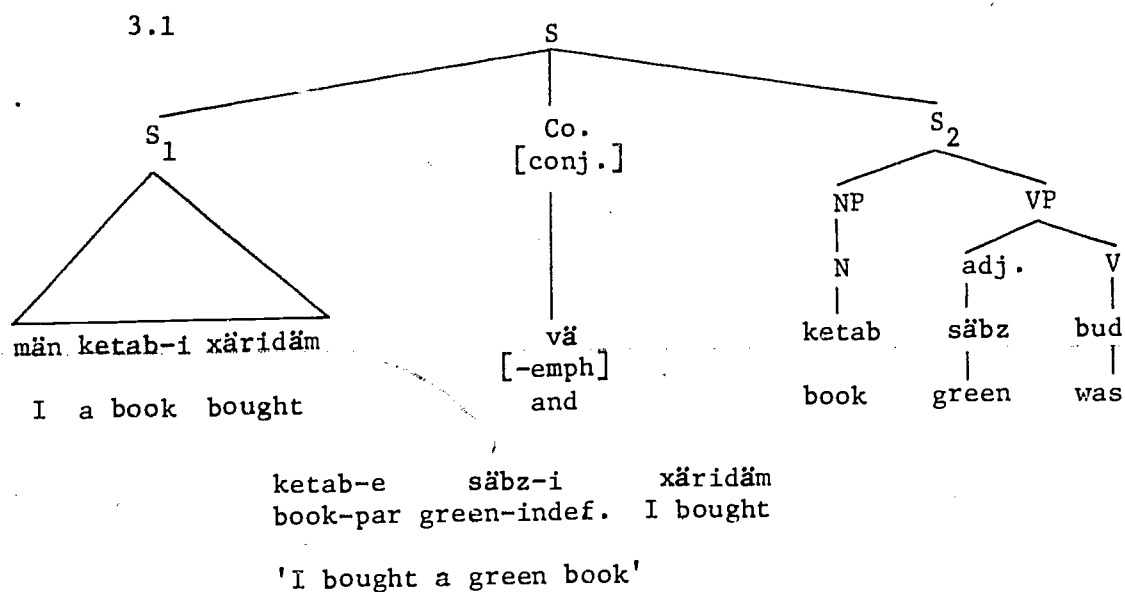 3.1
S
S1 Co. S2
[conj.]
NP VP
N adj. V
män ketab-i xäridäm vä ketab säbz bud
[-emph]
I a book bought and book green was
ketab-e säbz-i xäridäm
book-par green-indef. I bought
'I bought a green book'